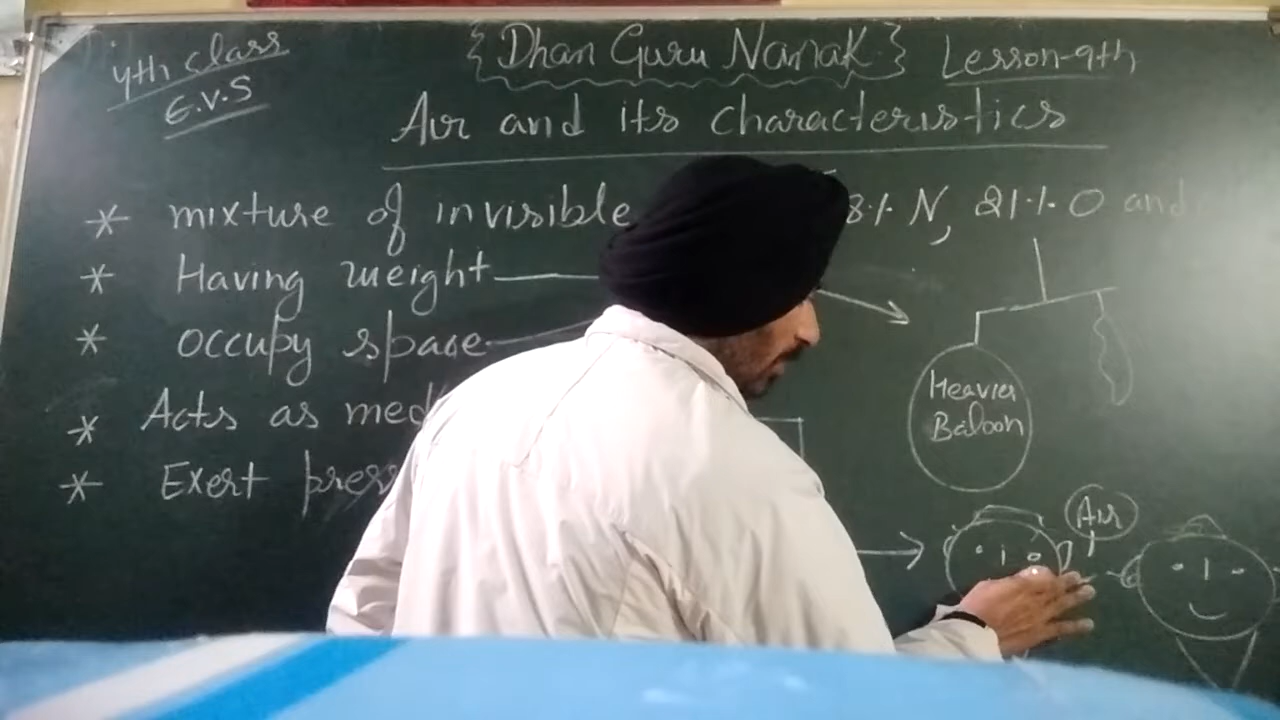 4th class
E.V.S
{Dhan Guru Nanak} Lesson-9th
Air and its characteristics
* mixture of invisible 8% N, 21% O and
* Having weight
* occupy space
* Acts as med
* Exert press
Heavier
Baloon
Air